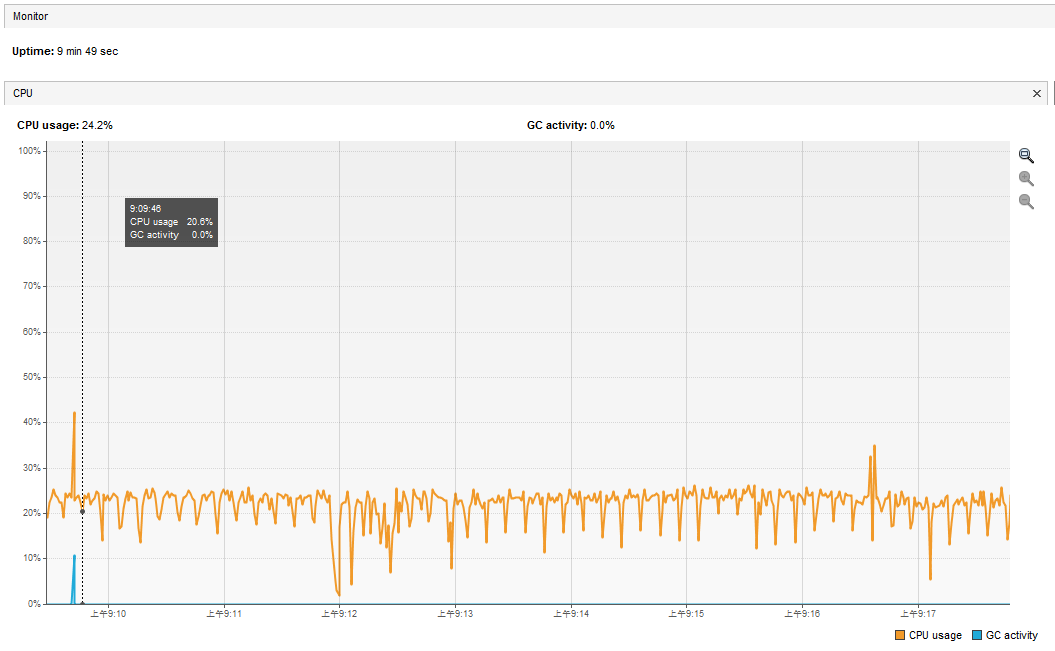 Monitor
Uptime: 9 min 49 sec
CPU
CPU usage: 24.2% GC activity: 0.0%
100%
90%
9:09:46
CPU usage 20.6%
GC activity 0.0%
80%
70%
60%
50%
40%
30%
20%
10%
0%
上午9:10 上午9:11 上午9:12 上午9:13 上午9:14 上午9:15 上午9:16 上午9:17
CPU usage GC activity